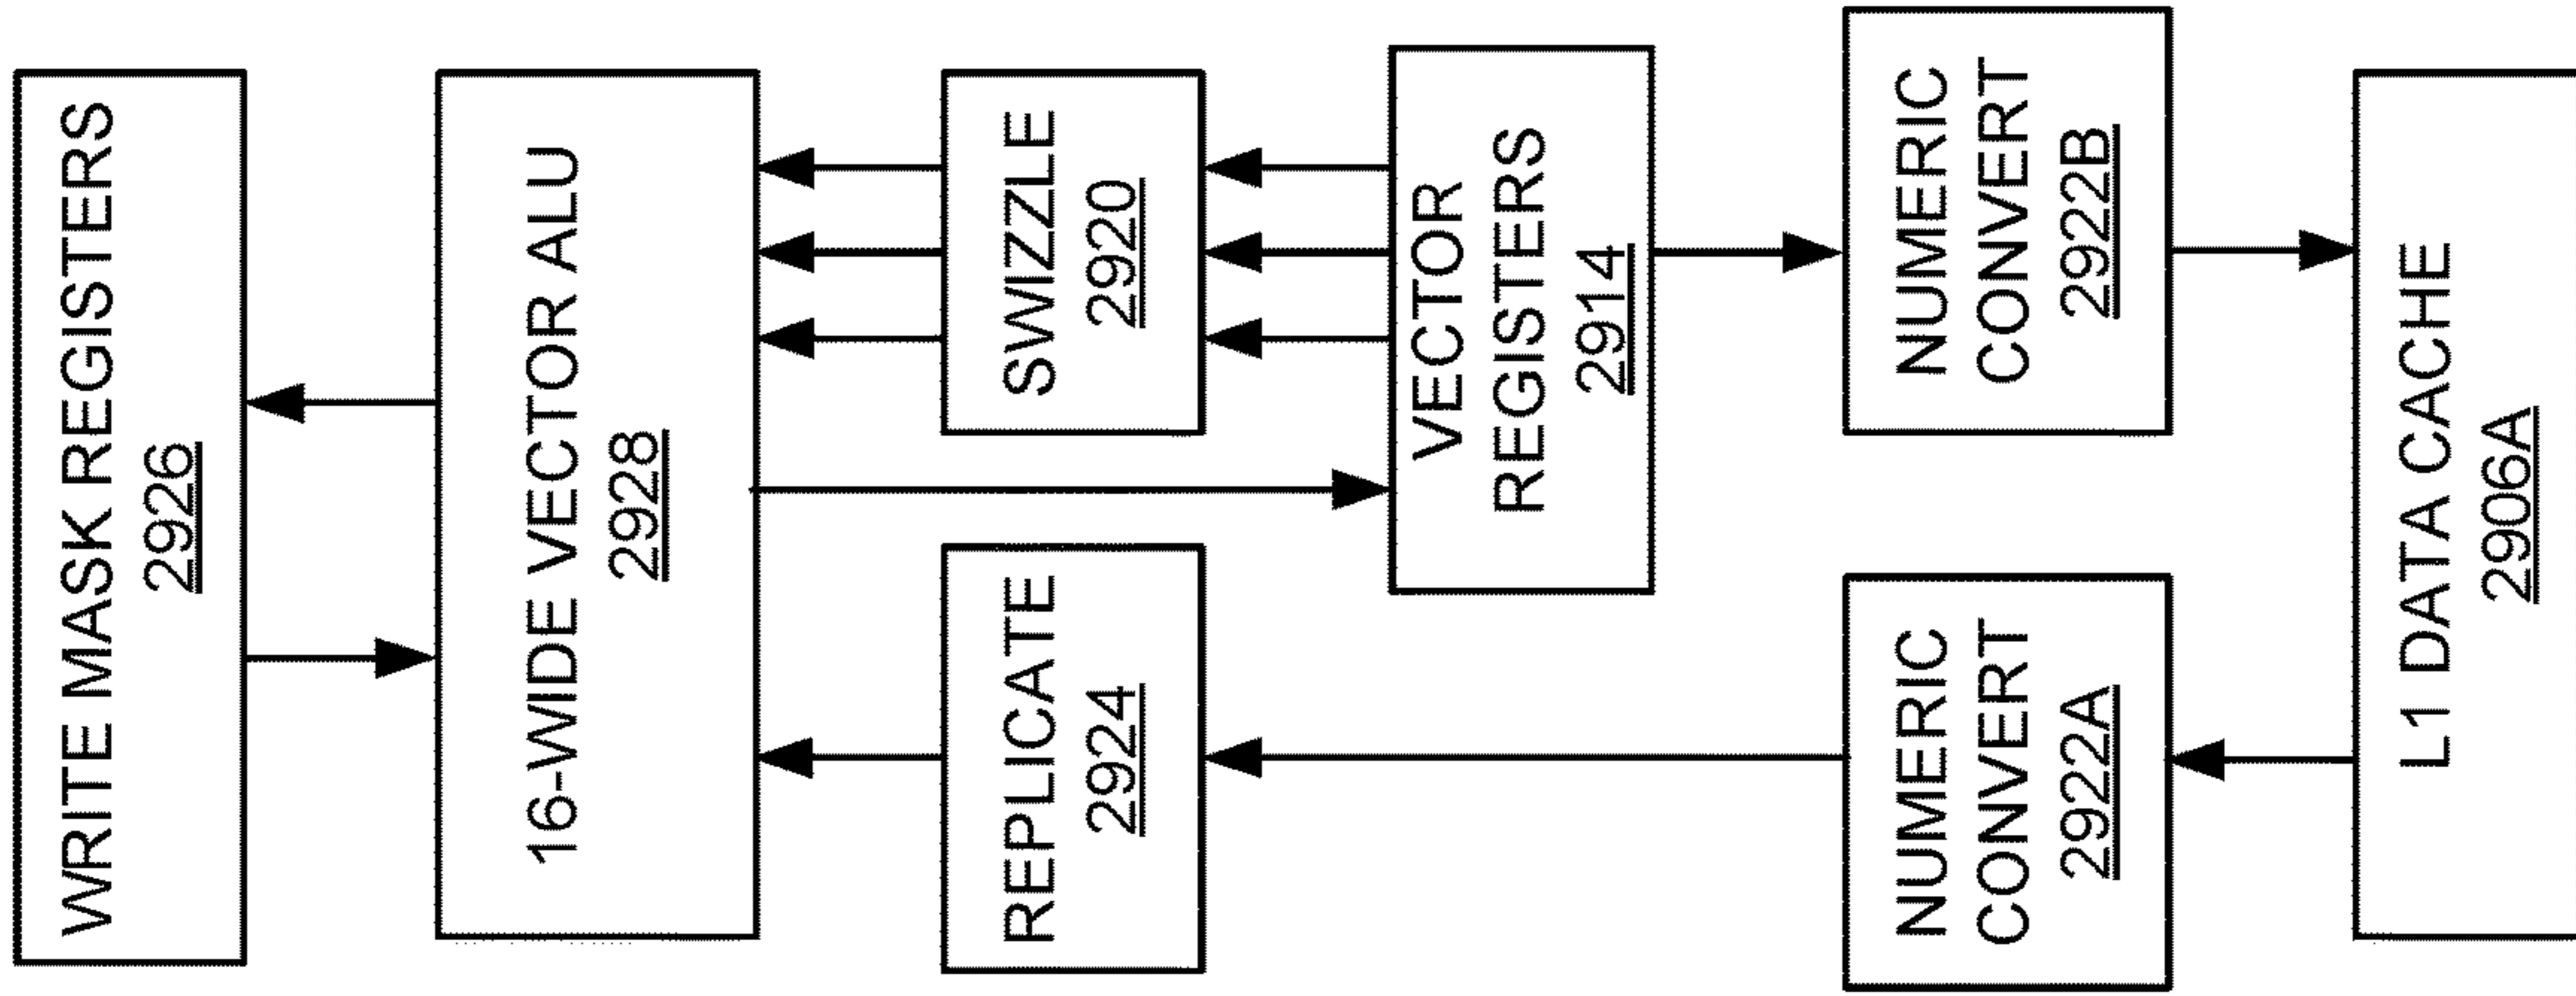 WRITE MASK REGISTERS
2926
16-WIDE VECTOR ALU
2928
REPLICATE
2924
SWIZZLE
2920
VECTOR
REGISTERS
2914
NUMERIC
CONVERT
2922A
NUMERIC
CONVERT
2922B
L1 DATA CACHE
2906A